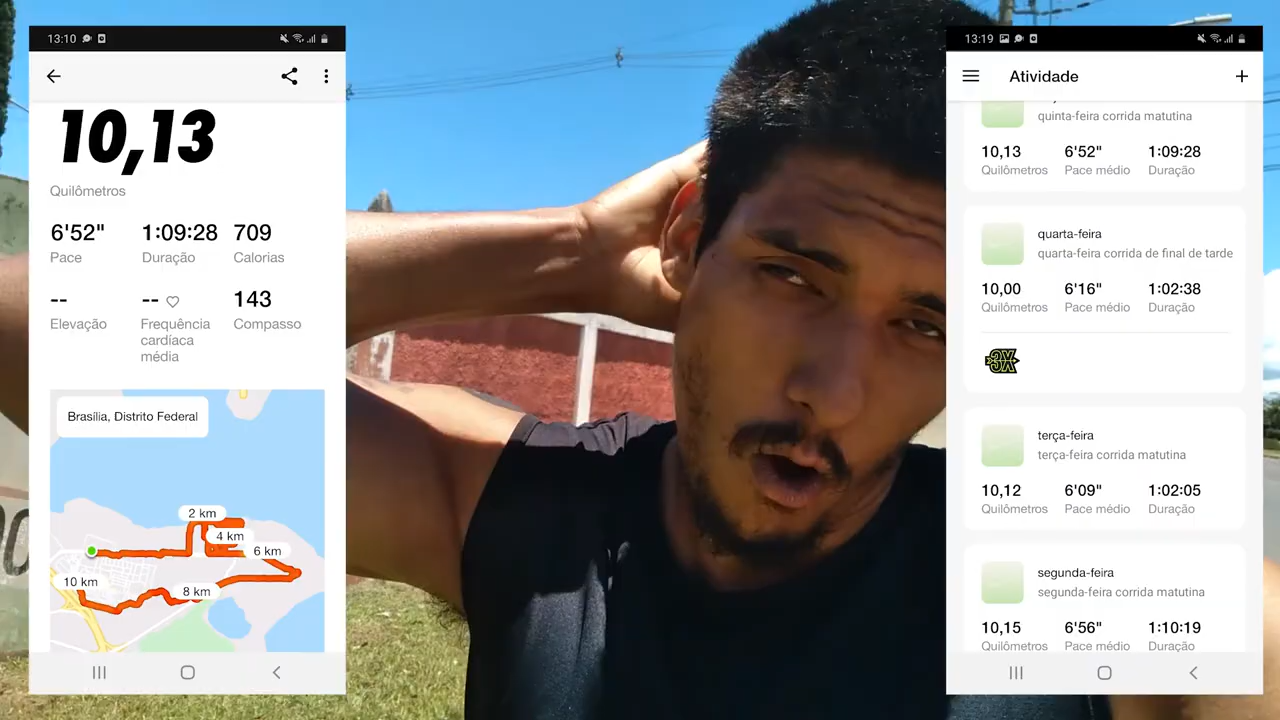 13:10
10,13
Quilômetros
6'52" 1:09:28 709
Pace Duração Calorias
-- -- 143
Elevação Frequência cardíaca média Compasso
Brasília, Distrito Federal
2 km
4 km
6 km
10 km
8 km
13:19
Atividade
quinta-feira corrida matutina
10,13 6'52" 1:09:28
Quilômetros Pace médio Duração
quarta-feira
quarta-feira corrida de final de tarde
10,00 6'16" 1:02:38
Quilômetros Pace médio Duração
3X
terça-feira
terça-feira corrida matutina
10,12 6'09" 1:02:05
Quilômetros Pace médio Duração
segunda-feira
segunda-feira corrida matutina
10,15 6'56" 1:10:19
Quilômetros Pace médio Duração